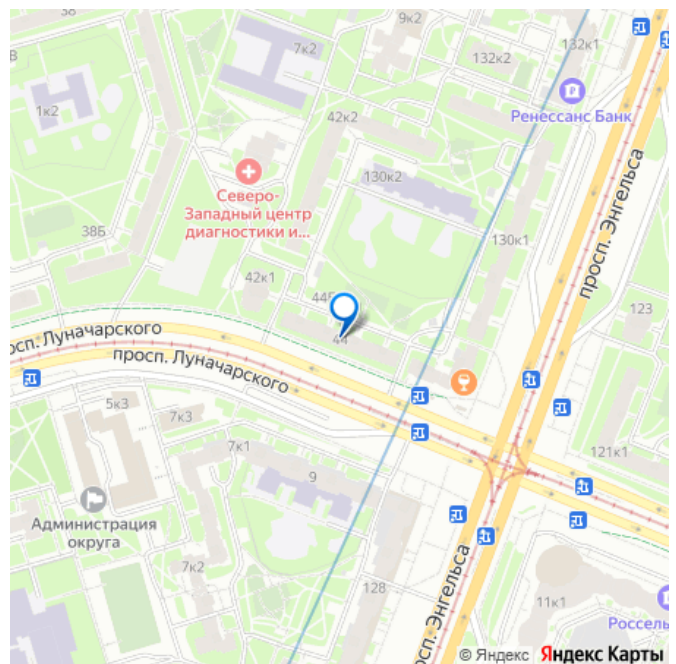 38
9к2
7к2
132к2
132к1
1к2
42к2
Ренессанс Банк
Северо-
Западный центр
диагностики и...
130к2
130к1
просп. Энгельса
38Б
42к1
123
просп. Луначарского
44
просп. Луначарского
5к3
7к3
7к1
9
121к1
Администрация
округа
7к2
128
просп. Энгельса
11к1
Россель
© Яндекс Яндекс Карты